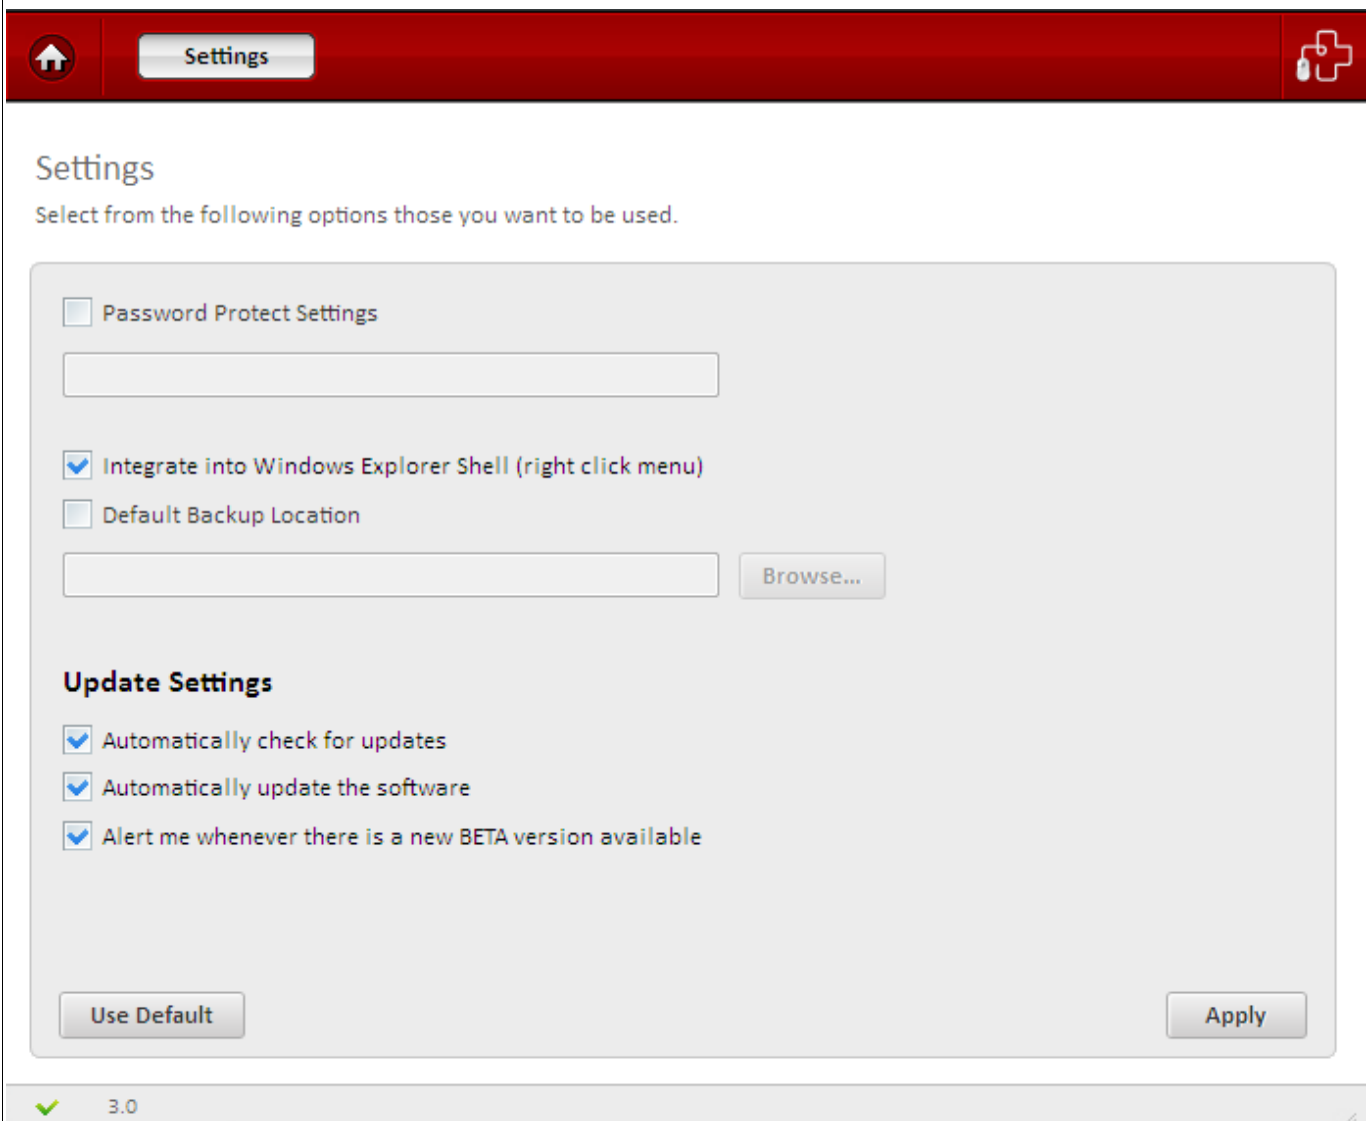 Settings
Settings
Select from the following options those you want to be used.
Password Protect Settings
Integrate into Windows Explorer Shell (right click menu)
Default Backup Location
Browse...
Update Settings
Automatically check for updates
Automatically update the software
Alert me whenever there is a new BETA version available
Use Default
Apply
3.0